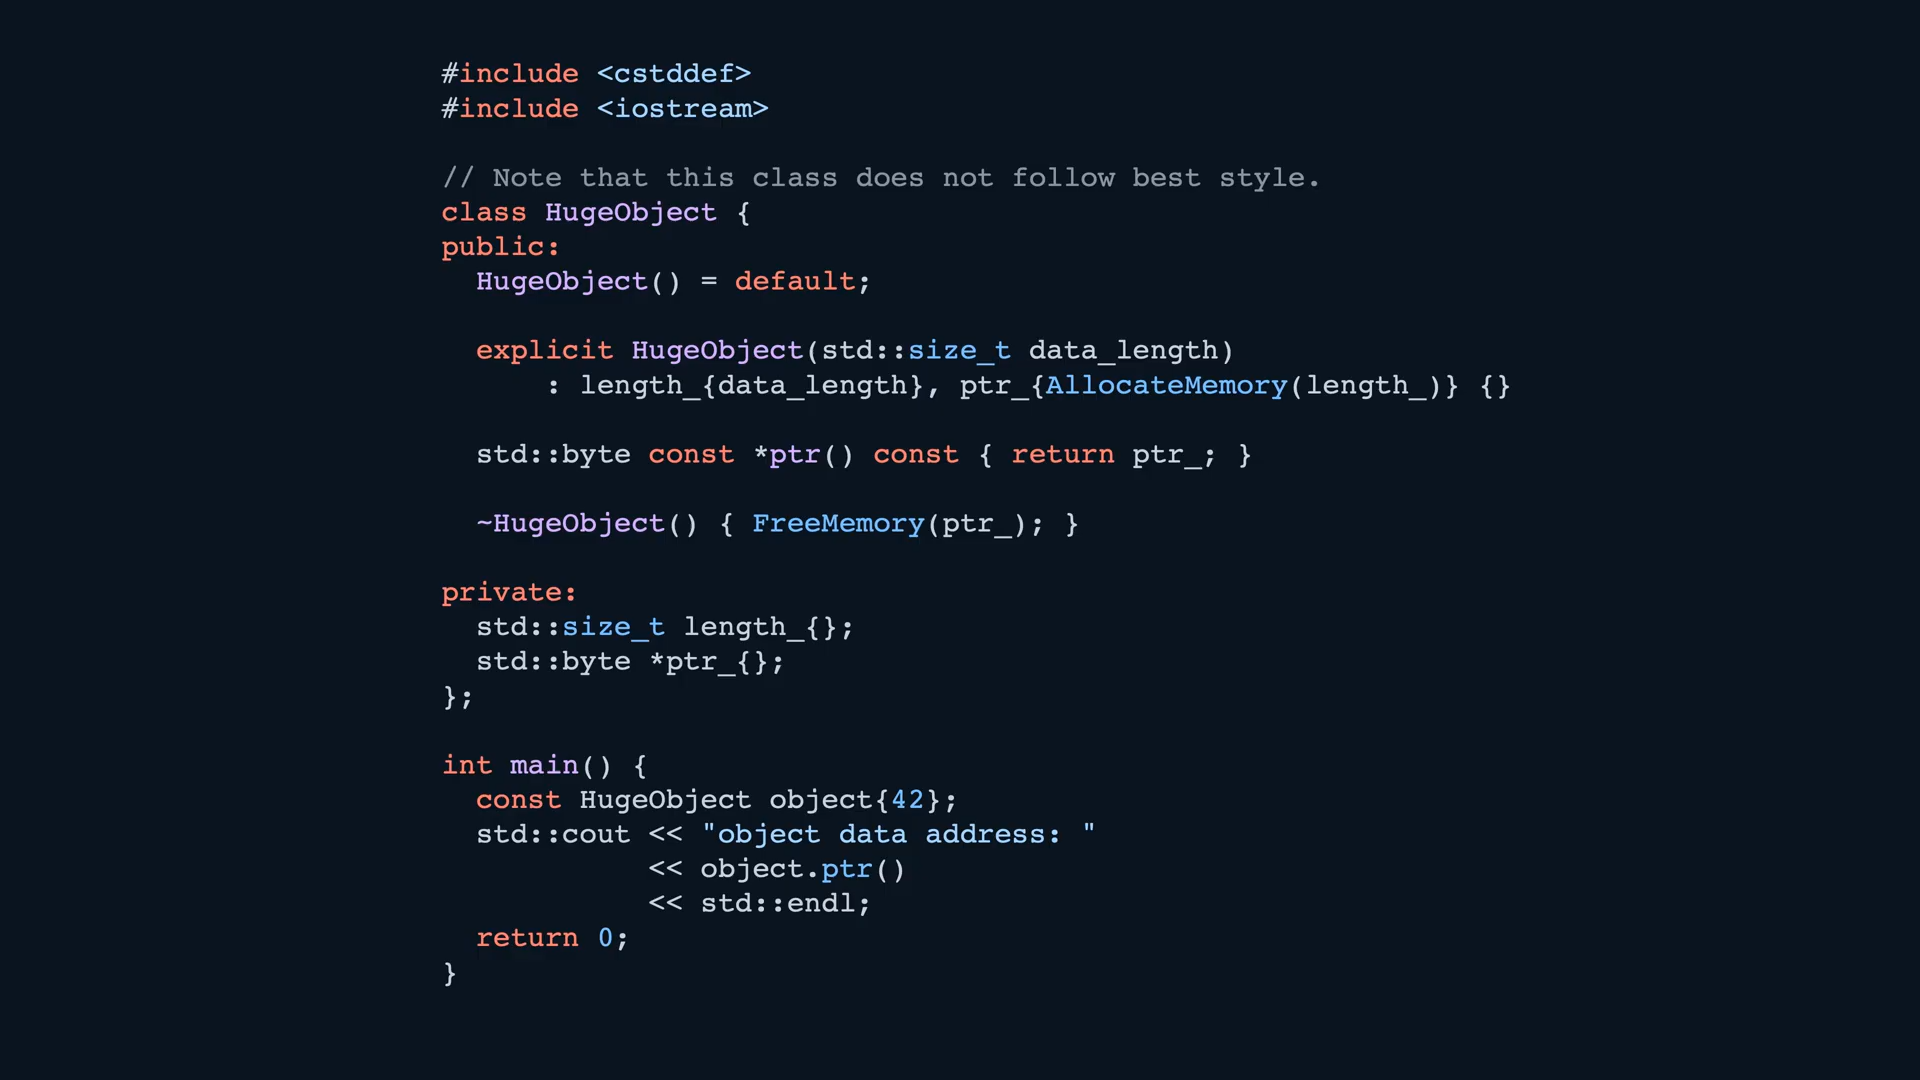 #include <cstddef>
#include <iostream>

// Note that this class does not follow best style.
class HugeObject {
public:
  HugeObject() = default;

  explicit HugeObject(std::size_t data_length)
      : length_{data_length}, ptr_{AllocateMemory(length_)} {}

  std::byte const *ptr() const { return ptr_; }

  ~HugeObject() { FreeMemory(ptr_); }

private:
  std::size_t length_{};
  std::byte *ptr_{};
};

int main() {
  const HugeObject object{42};
  std::cout << "object data address: "
            << object.ptr()
            << std::endl;
  return 0;
}